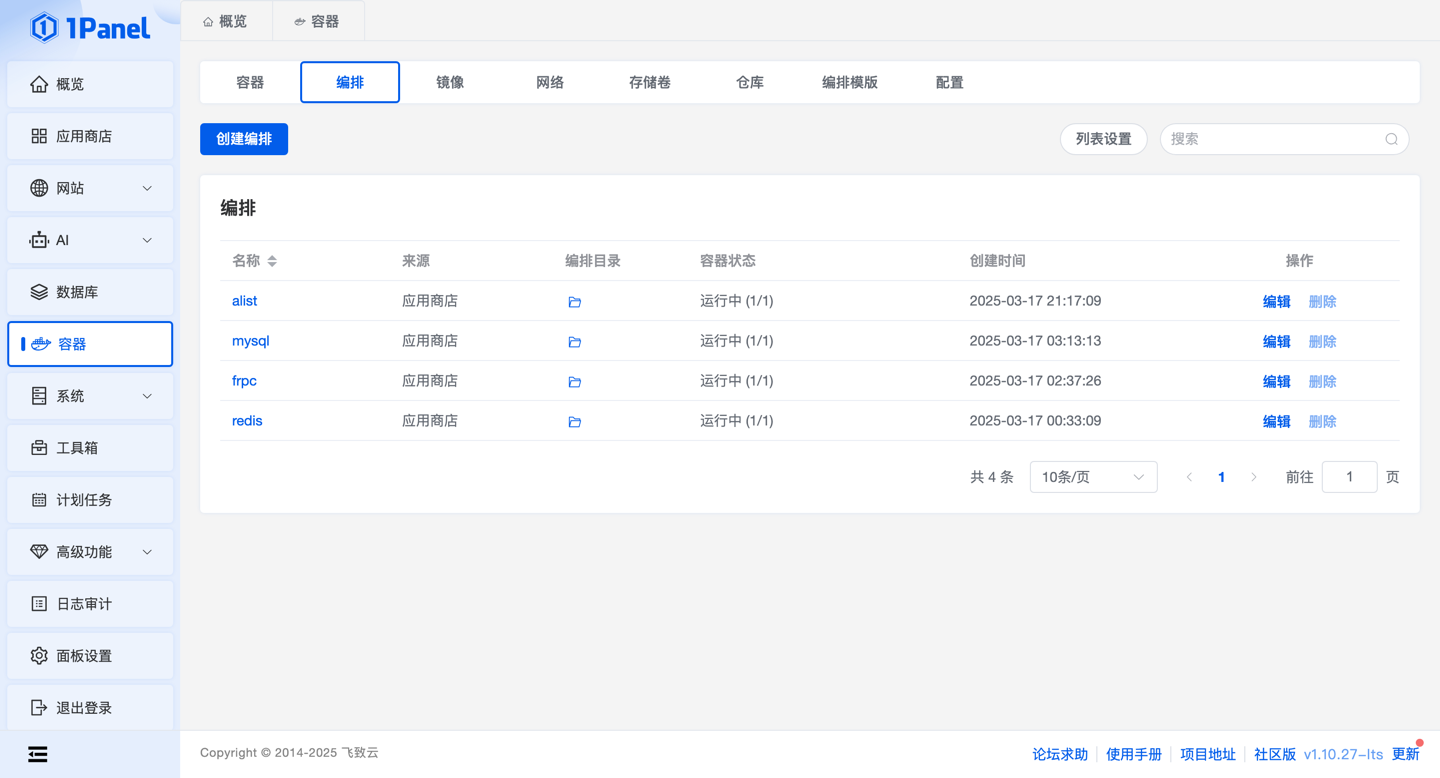 1Panel
概览
应用商店
网站
AI
数据库
容器
系统
工具箱
计划任务
高级功能
日志审计
面板设置
退出登录
概览 容器
容器 编排 镜像 网络 存储卷 仓库 编排模版 配置
创建编排 列表设置 搜索
编排
名称 来源 编排目录 容器状态 创建时间 操作
alist 应用商店 运行中 (1/1) 2025-03-17 21:17:09 编辑 删除
mysql 应用商店 运行中 (1/1) 2025-03-17 03:13:13 编辑 删除
frpc 应用商店 运行中 (1/1) 2025-03-17 02:37:26 编辑 删除
redis 应用商店 运行中 (1/1) 2025-03-17 00:33:09 编辑 删除
共 4 条 10条/页 1 前往 1 页
Copyright © 2014-2025 飞致云 论坛求助 使用手册 项目地址 社区版 v1.10.27-lts 更新